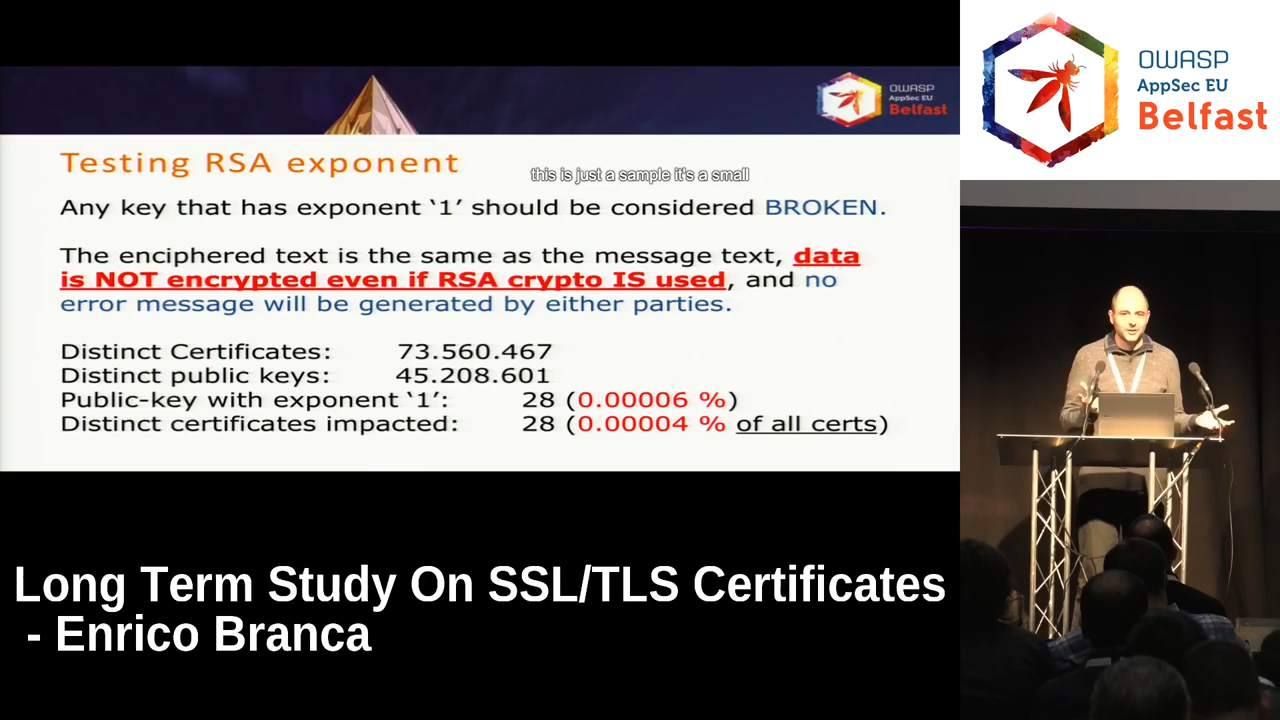 OWASP
AppSec EU
Belfast
Testing RSA exponent
this is just a sample it's a small
Any key that has exponent ‘1’ should be considered BROKEN.
The enciphered text is the same as the message text, data
is NOT encrypted even if RSA crypto IS used, and no
error message will be generated by either parties.
Distinct Certificates: 73.560.467
Distinct public keys: 45.208.601
Public-key with exponent ‘1’: 28 (0.00006 %)
Distinct certificates impacted: 28 (0.00004 % of all certs)
Long Term Study On SSL/TLS Certificates
- Enrico Branca
OWASP
AppSec EU
Belfast